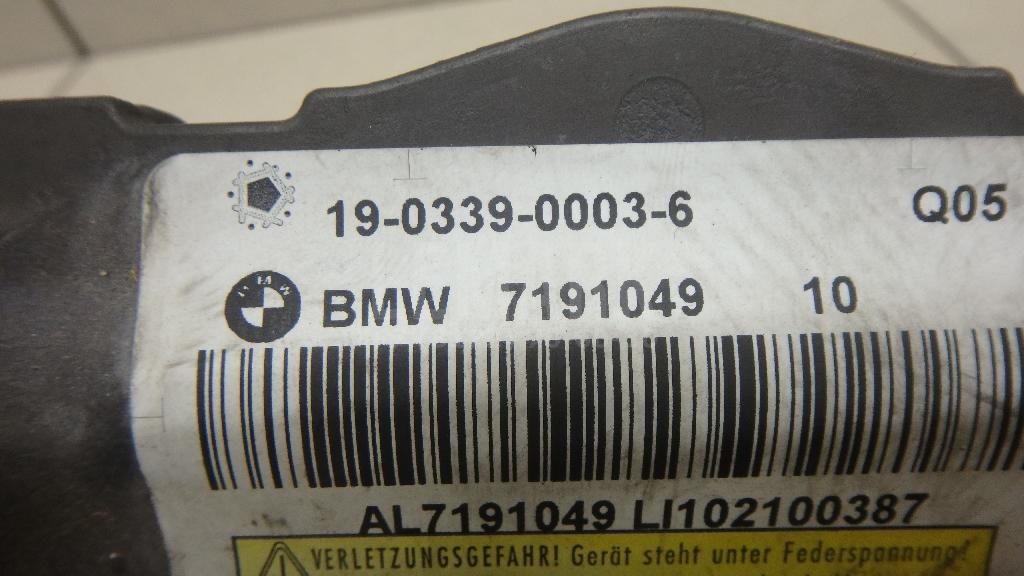 19-0339-0003-6 Q05
BMW 7191049 10
AL7191049 LI102100387
VERLETZUNGSGEFAHR! Gerät steht unter Federspannung!